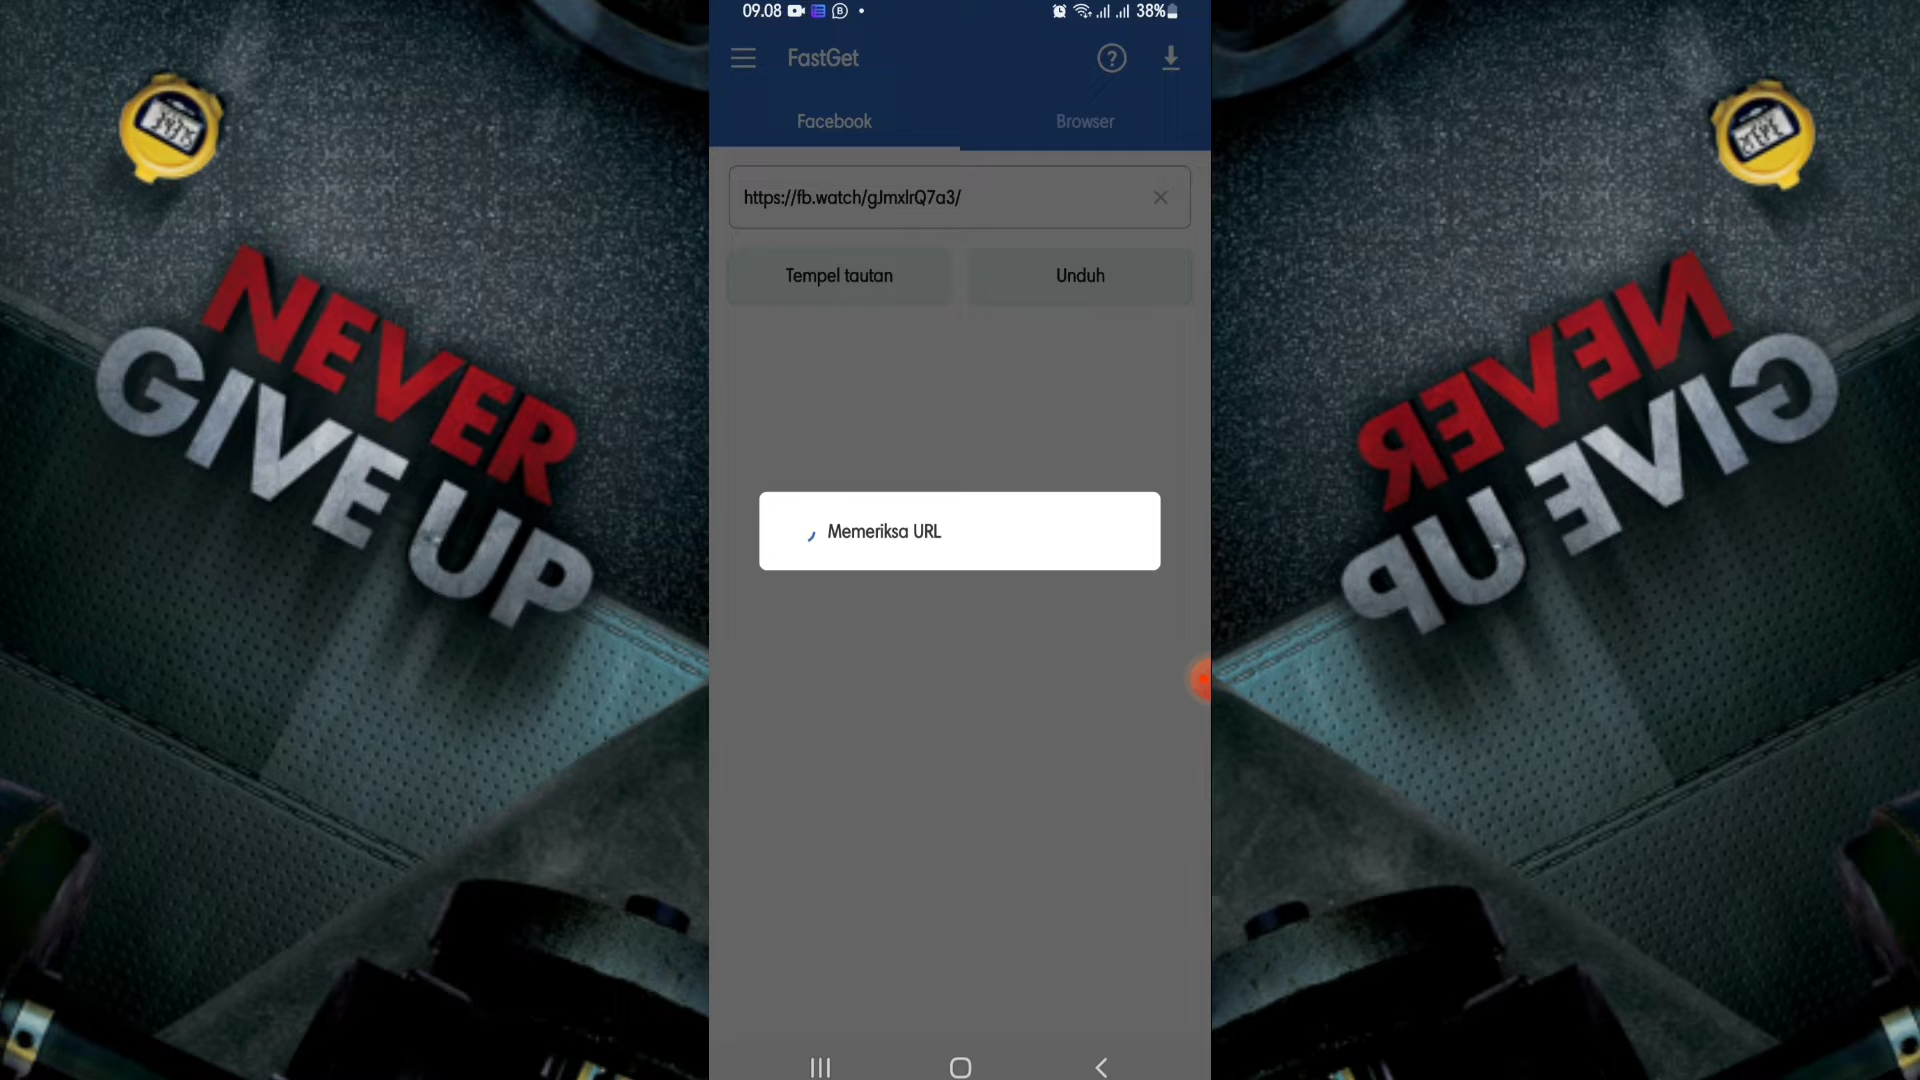 09.08
38%
FastGet
Facebook
Browser
https://fb.watch/gJmxlrQ7a3/
Tempel tautan
Unduh
Memeriksa URL
NEVER
GIVE UP
NEVER
GIVE UP